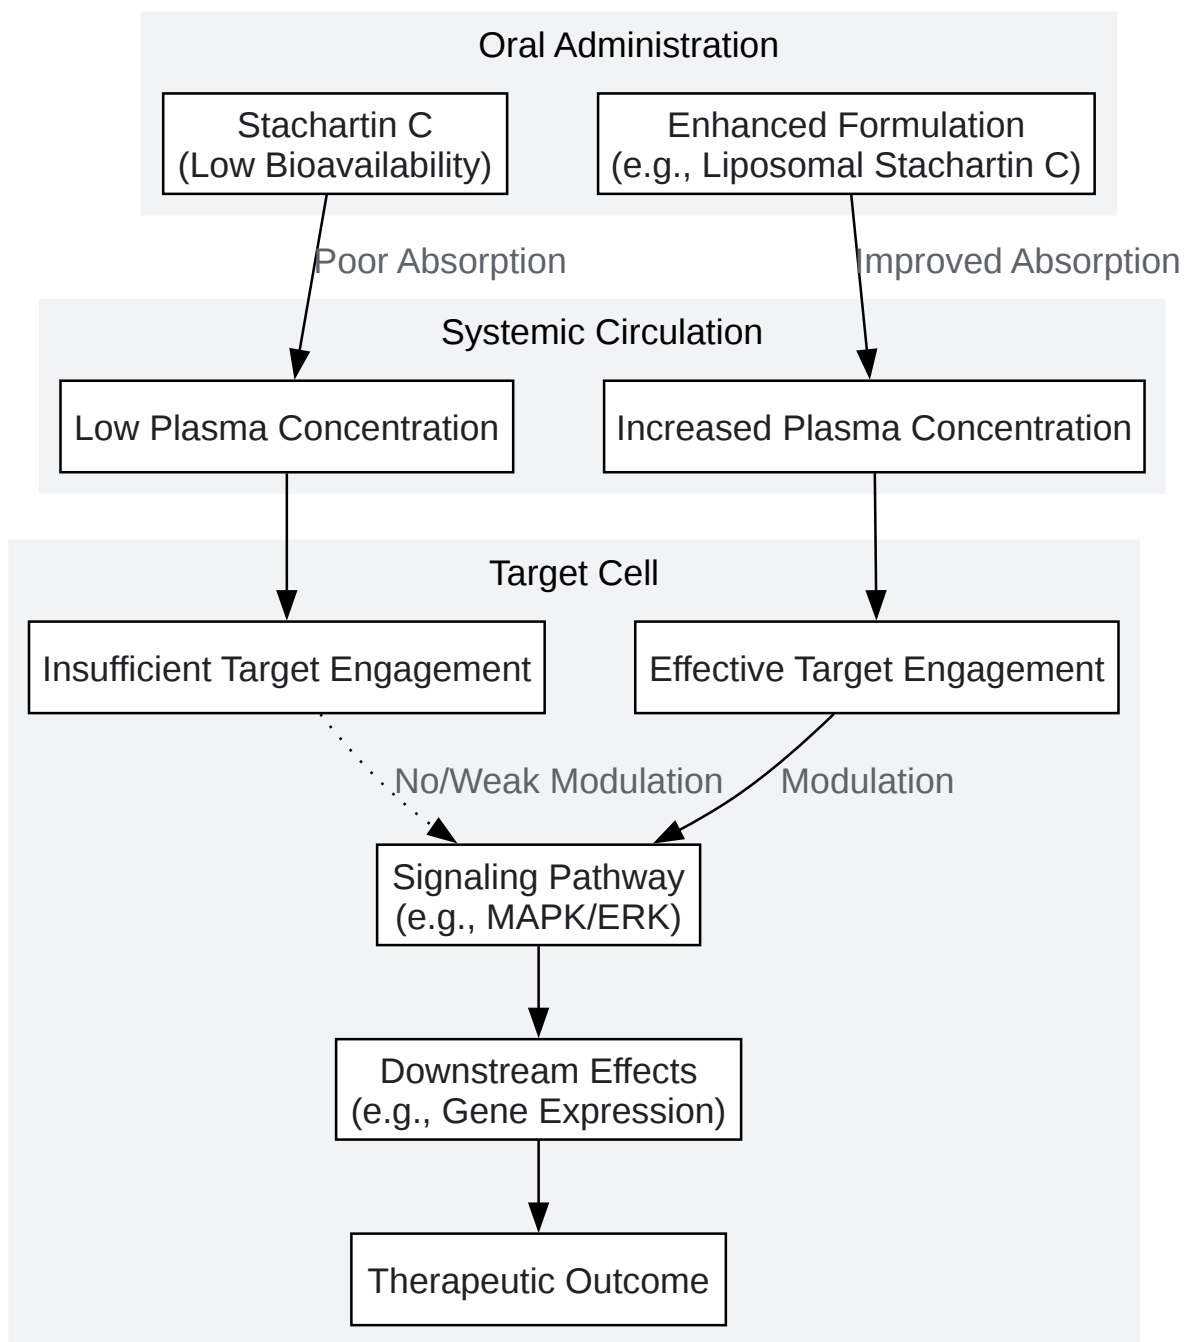 Oral Administration
Stachartin C
(Low Bioavailability)
Enhanced Formulation
(e.g., Liposomal Stachartin C)
Poor Absorption
Improved Absorption
Systemic Circulation
Low Plasma Concentration
Increased Plasma Concentration
Target Cell
Insufficient Target Engagement
Effective Target Engagement
No/Weak Modulation
Modulation
Signaling Pathway
(e.g., MAPK/ERK)
Downstream Effects
(e.g., Gene Expression)
Therapeutic Outcome